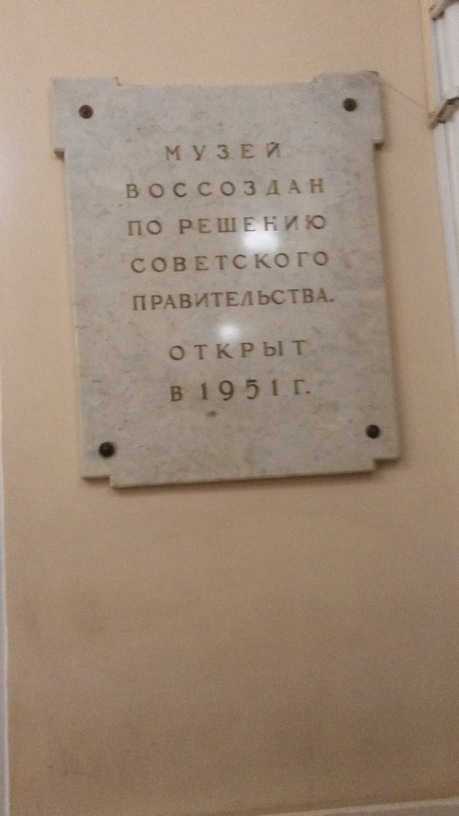 МУЗЕЙ
ВОССОЗДАН
ПО РЕШЕНИЮ
СОВЕТСКОГО
ПРАВИТЕЛЬСТВА.
ОТКРЫТ
В 1951 Г.